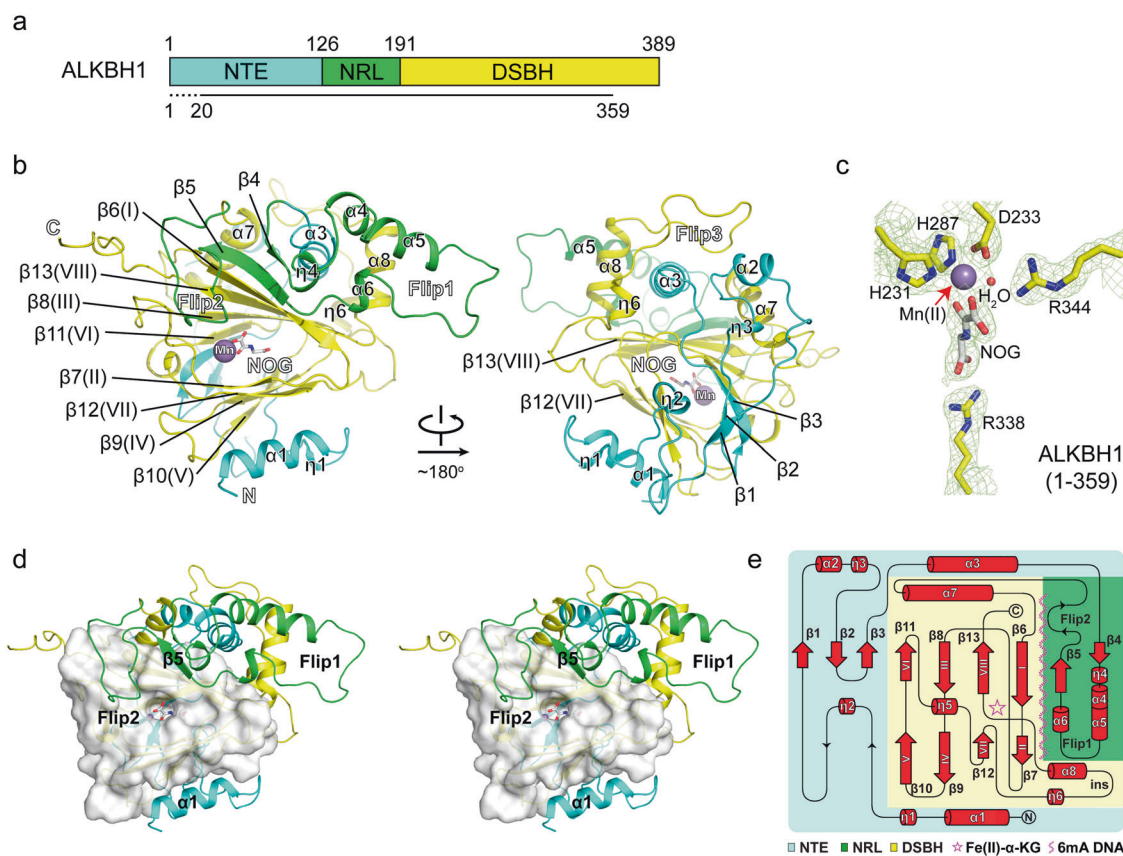 a
1 126 191 389
ALKBH1 NTE NRL DSBH
1 20 359
b
β5
β4
β6(I)
α7
α3
α4
α5
C
η4
α8
β13(VIII)
α6
Flip1
β8(III)
Flip2
η6
β11(VI)
Mn
NOG
β7(II)
β12(VII)
β9(IV)
β10(V)
α1
η1
N
~180°
Flip3
α5
α8
α3
α2
η6
α7
η3
β13(VIII)
NOG
Mn
β12(VII)
η2
β3
η1
α1
β2
β1
c
H287
D233
H231
H2O
Mn(II)
R344
NOG
R338
ALKBH1
(1-359)
d
β5
Flip1
Flip2
α1
β5
Flip1
Flip2
α1
e
α2 η3 α3
α7
C
Flip2
β1 β2 β3 β11 β8 β13 β6 β5 β4
VI III VIII I
η4
α4
η2 η5 α6 α5
Flip1
V IV VII II
β12 β7 α8
ins
β10 β9 η6
η1 α1 N
NTE NRL DSBH Fe(II)-α-KG 6mA DNA